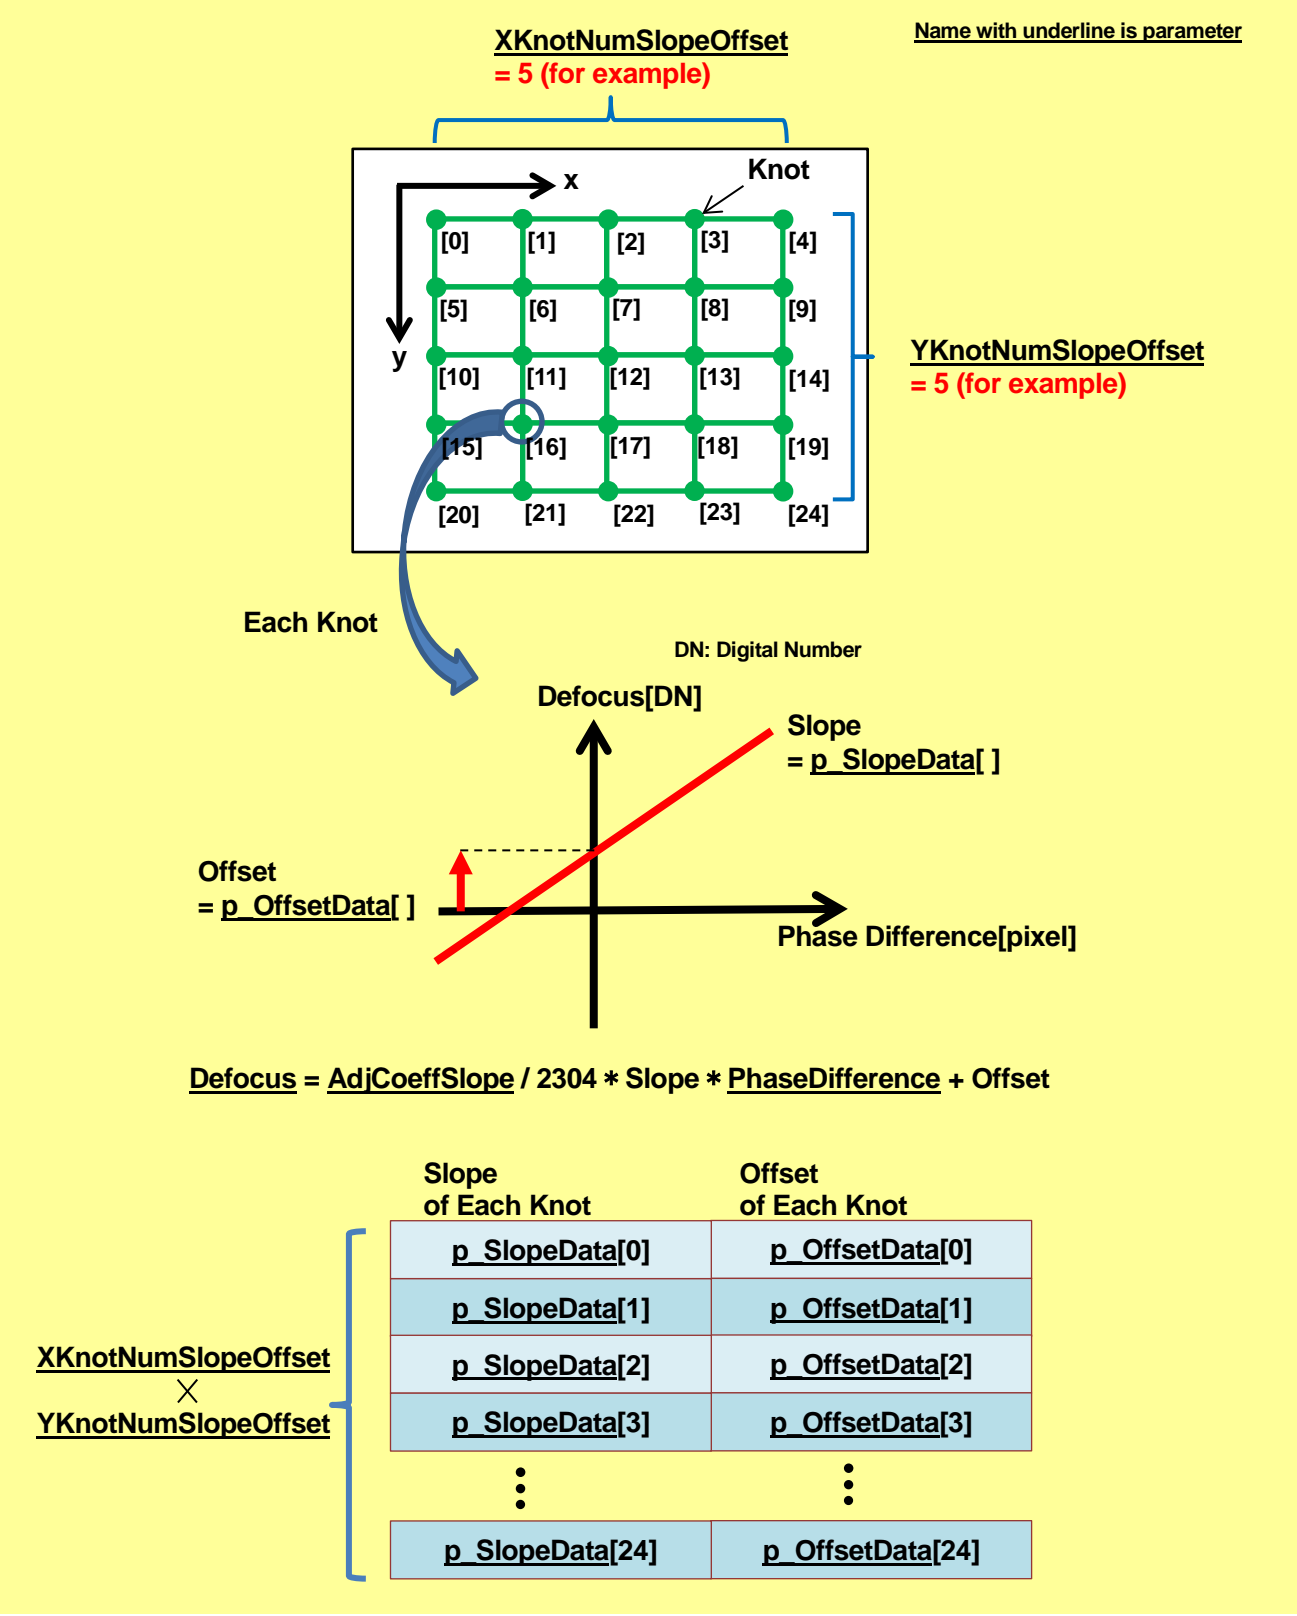 Name with underline is parameter
XKnotNumSlopeOffset
= 5 (for example)
Knot
x
[0] [1] [2] [3] [4]
[5] [6] [7] [8] [9]
y
[10] [11] [12] [13] [14]
YKnotNumSlopeOffset
= 5 (for example)
[15] [16] [17] [18] [19]
[20] [21] [22] [23] [24]
Each Knot
DN: Digital Number
Defocus[DN]
Slope
= p_SlopeData[ ]
Offset
= p_OffsetData[ ]
Phase Difference[pixel]
Defocus = AdjCoeffSlope / 2304 * Slope * PhaseDifference + Offset
Slope
of Each Knot
Offset
of Each Knot
p_SlopeData[0] p_OffsetData[0]
p_SlopeData[1] p_OffsetData[1]
p_SlopeData[2] p_OffsetData[2]
p_SlopeData[3] p_OffsetData[3]
XKnotNumSlopeOffset
×
YKnotNumSlopeOffset
p_SlopeData[24] p_OffsetData[24]